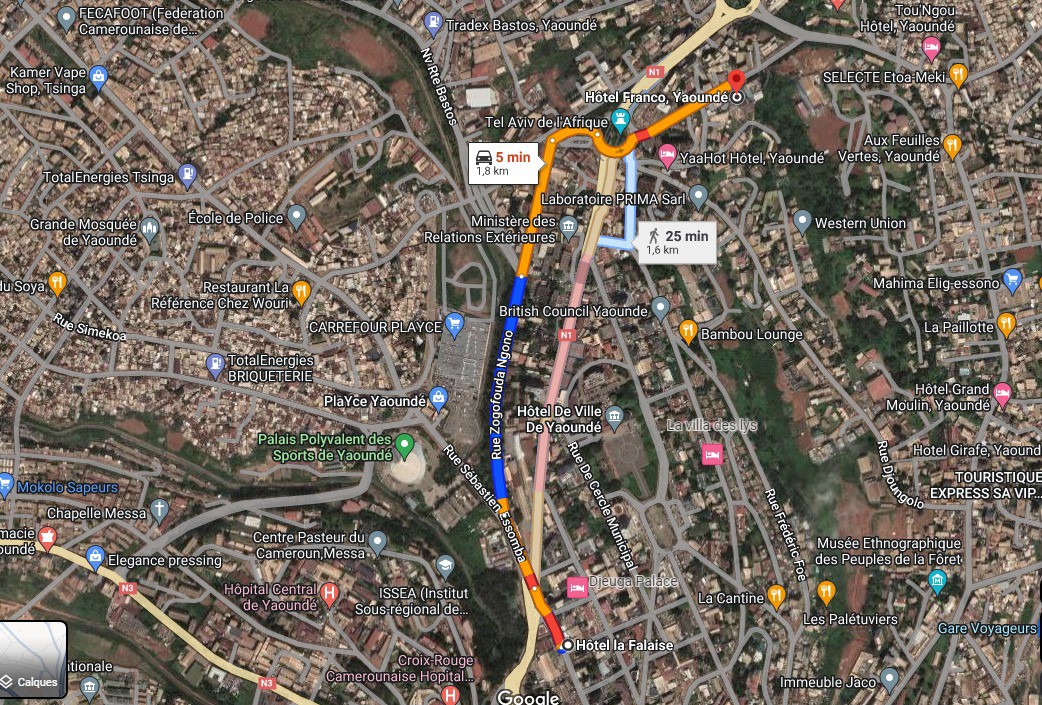 FECAFOOT (Federation
Camerounaise de...
Tradex Bastos, Yaoundé
Tou'Ngou
Hôtel, Yaoundé
Kamer Vape
Shop, Tsinga
Nv Rte Bastos
N1
SELECTE Etoa-Meki
Hôtel Franco, Yaoundé
Tel Aviv de l'Afrique
5 min
1,8 km
YaaHot Hôtel, Yaoundé
Aux Feuilles
Vertes, Yaoundé
TotalEnergies Tsinga
Laboratoire PRIMA Sarl
École de Police
Grande Mosquée
de Yaoundé
Ministère des
Relations Extérieures
25 min
1,6 km
Western Union
du Soya
Restaurant La
Référence Chez Wouri
Mahima Elig-essono
Rue Simekoa
CARREFOUR PLAYCE
British Council Yaounde
N1
Bambou Lounge
La Paillotte
TotalEnergies
BRIQUETERIE
Rue Zogofouda Ngono
PlaYce Yaoundé
Hôtel De Ville
De Yaoundé
La villa des lys
Hôtel Grand
Moulin, Yaoundé
Palais Polyvalent des
Sports de Yaoundé
Rue Sébastien Essomba
Rue De Cercle Municipal
Rue Djoungolo
Hotel Girafe, Yaound
TOURISTIQUE
EXPRESS SA VIP...
Mokolo Sapeurs
Chapelle Messa
Rue Frédéric Foe
macie
oundé
Elegance pressing
Centre Pasteur du
Cameroun,Messa
Musée Ethnographique
des Peuples de la Fôret
N3
Hôpital Central
de Yaoundé
ISSEA (Institut
Sous-régional de...
Djeuga Palace
La Cantine
Les Palétuviers
Gare Voyageurs
Hôtel la Falaise
Croix-Rouge
Camerounaise Hopital...
ationale
Calques
N3
Immeuble Jaco
Google